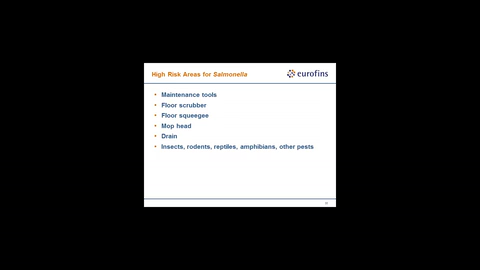 High Risk Areas for Salmonella
eurofins
• Maintenance tools
• Floor scrubber
• Floor squeegee
• Mop head
• Drain
• Insects, rodents, reptiles, amphibians, other pests